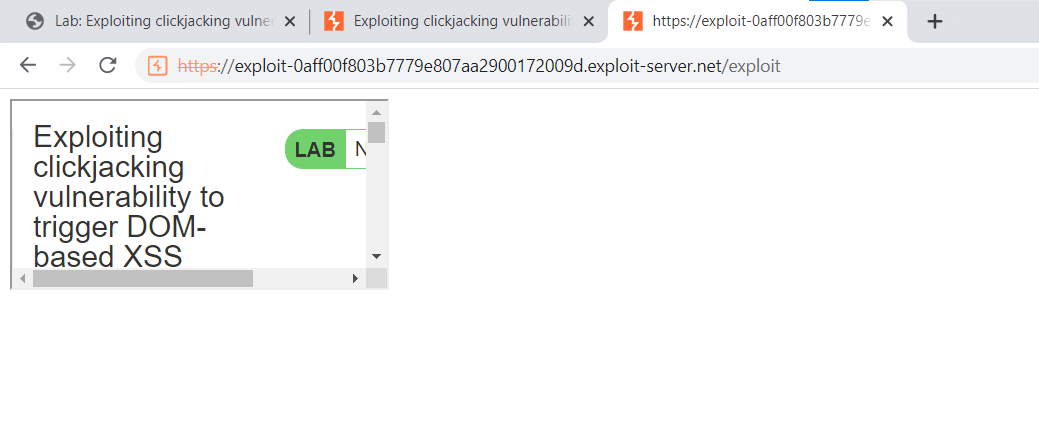 Lab: Exploiting clickjacking vulner
Exploiting clickjacking vulnerabili
https://exploit-0aff00f803b7779e
https://exploit-0aff00f803b7779e807aa2900172009d.exploit-server.net/exploit
Exploiting
clickjacking
vulnerability to
trigger DOM-
based XSS
LAB N